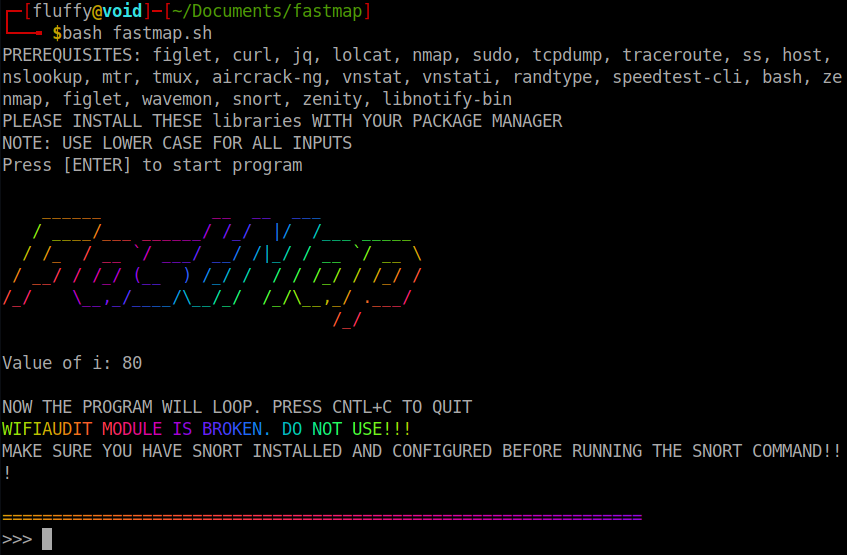 [fluffy@void]─[~/Documents/fastmap]
$bash fastmap.sh
PREREQUISITES: figlet, curl, jq, lolcat, nmap, sudo, tcpdump, traceroute, ss, host,
nslookup, mtr, tmux, aircrack-ng, vnstat, vnstati, randtype, speedtest-cli, bash, ze
nmap, figlet, wavemon, snort, zenity, libnotify-bin
PLEASE INSTALL THESE libraries WITH YOUR PACKAGE MANAGER
NOTE: USE LOWER CASE FOR ALL INPUTS
Press [ENTER] to start program
FastMap
Value of i: 80
NOW THE PROGRAM WILL LOOP. PRESS CNTL+C TO QUIT
WIFIAUDIT MODULE IS BROKEN. DO NOT USE!!!
MAKE SURE YOU HAVE SNORT INSTALLED AND CONFIGURED BEFORE RUNNING THE SNORT COMMAND!!
!
================================================================
>>>